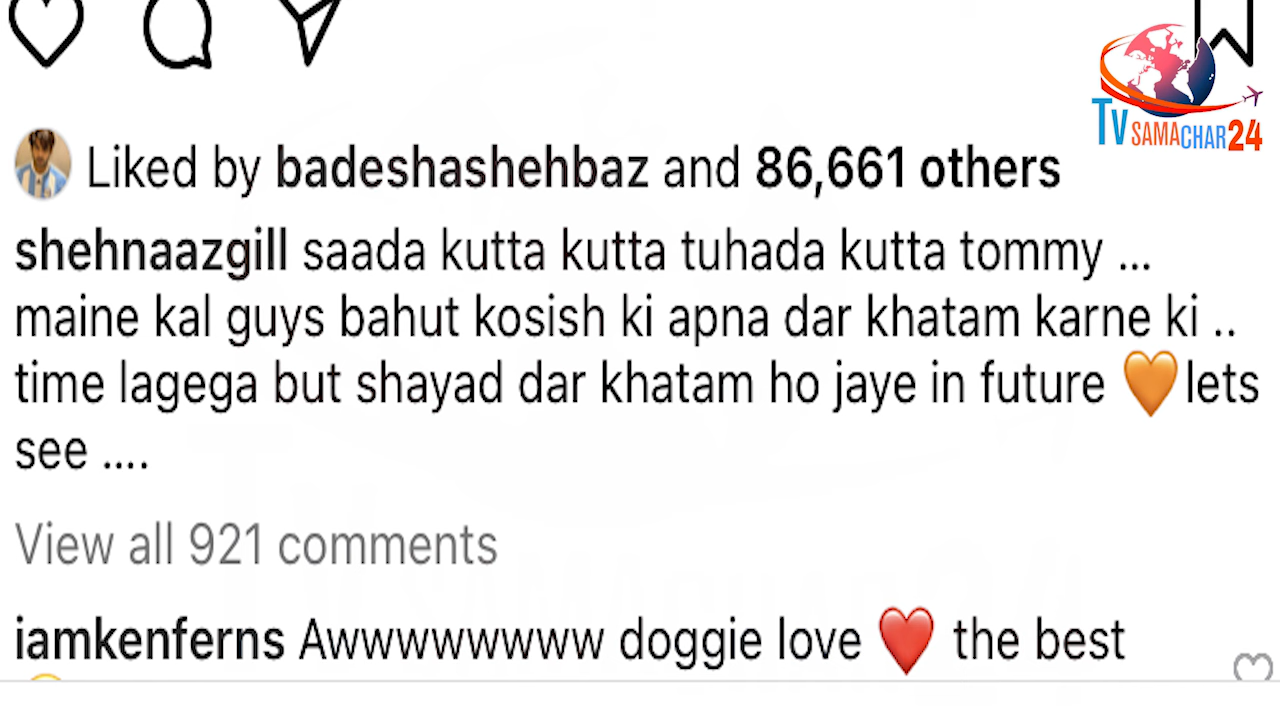 TV SAMACHAR24
Liked by badeshashehbaz and 86,661 others
shehnaazgill saada kutta kutta tuhada kutta tommy ...
maine kal guys bahut kosish ki apna dar khatam karne ki ..
time lagega but shayad dar khatam ho jaye in future 🧡 lets
see ....
View all 921 comments
iamkenferns Awwwwwwwww doggie love ❤️ the best